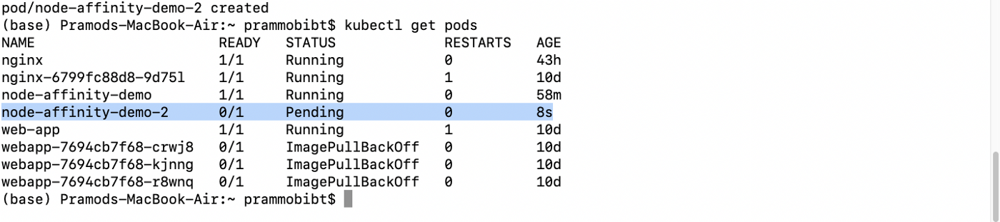 pod/node-affinity-demo-2 created
(base) Pramods-MacBook-Air:~ prammobibt$ kubectl get pods
NAME READY STATUS RESTARTS AGE
nginx 1/1 Running 0 43h
nginx-6799fc88d8-9d75l 1/1 Running 1 10d
node-affinity-demo 1/1 Running 0 58m
node-affinity-demo-2 0/1 Pending 0 8s
web-app 1/1 Running 1 10d
webapp-7694cb7f68-crwj8 0/1 ImagePullBackOff 0 10d
webapp-7694cb7f68-kjnng 0/1 ImagePullBackOff 0 10d
webapp-7694cb7f68-r8wnq 0/1 ImagePullBackOff 0 10d
(base) Pramods-MacBook-Air:~ prammobibt$